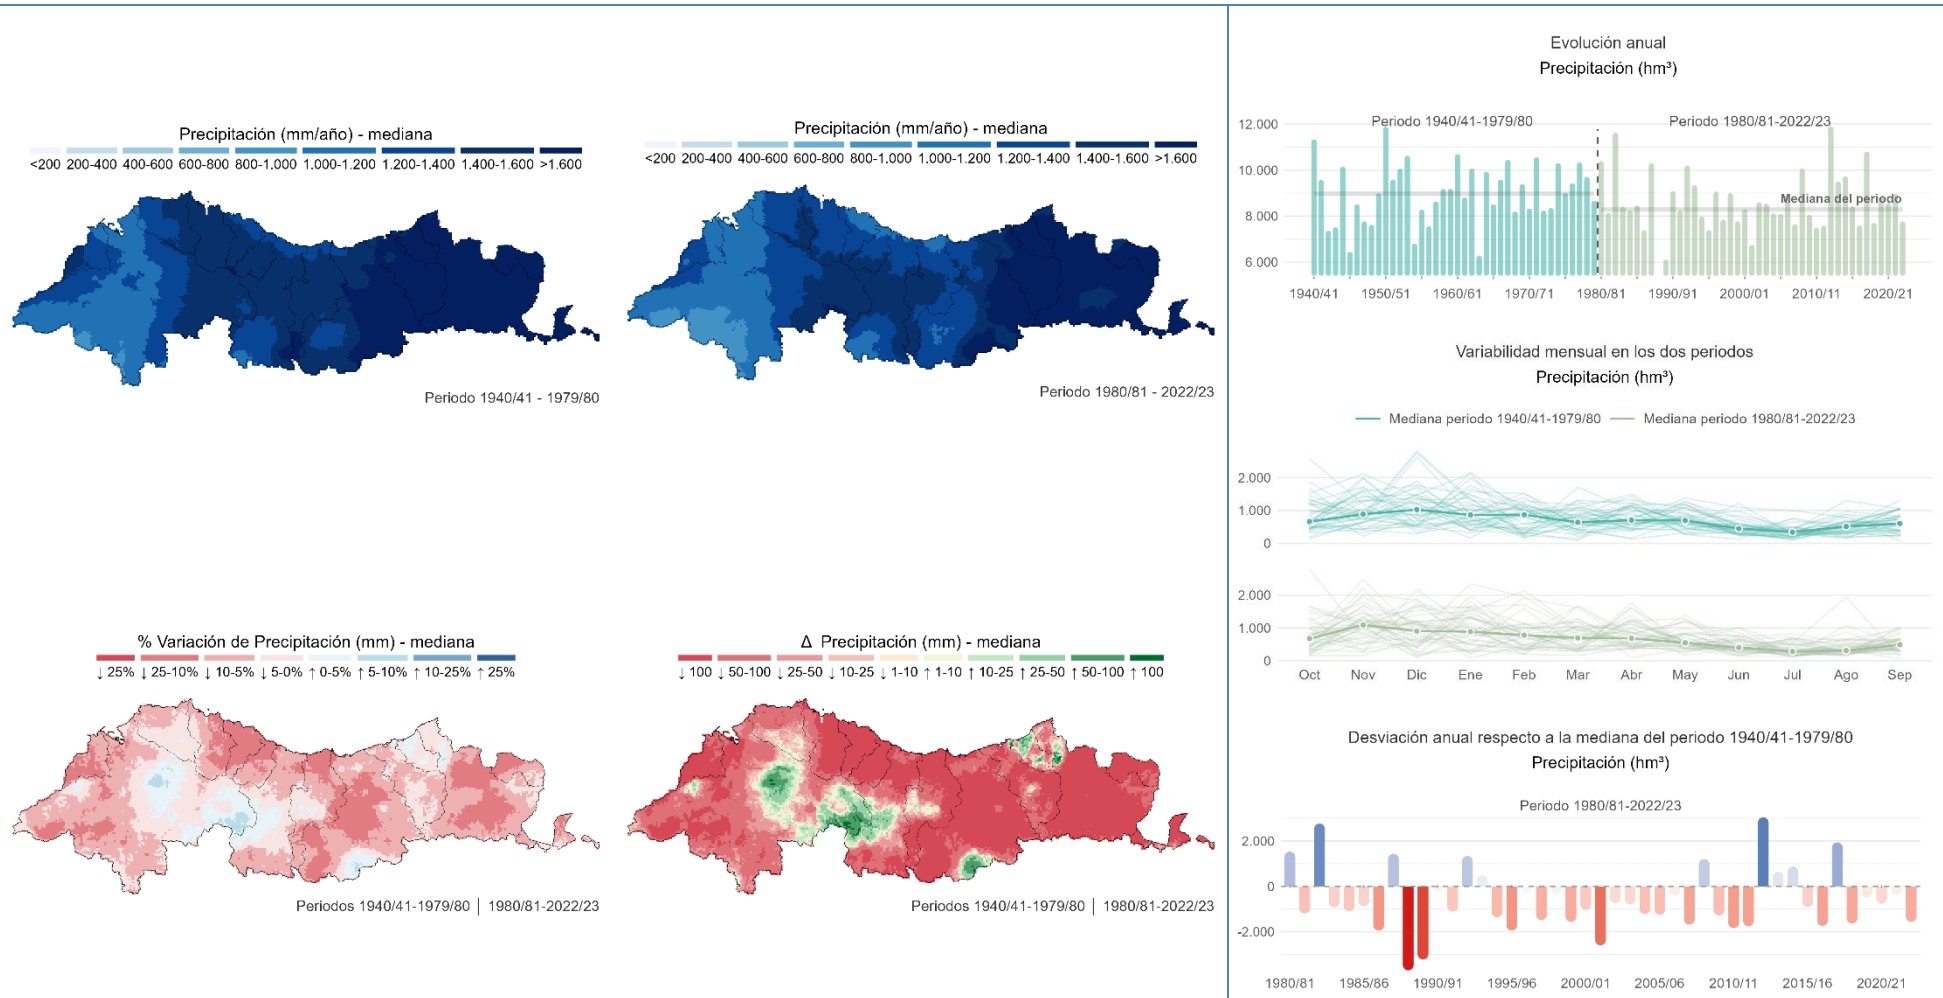 Precipitación (mm/año) - mediana
<200 200-400 400-600 600-800 800-1.000 1.000-1.200 1.200-1.400 1.400-1.600 >1.600
Periodo 1940/41 - 1979/80
Precipitación (mm/año) - mediana
<200 200-400 400-600 600-800 800-1.000 1.000-1.200 1.200-1.400 1.400-1.600 >1.600
Periodo 1980/81 - 2022/23
% Variación de Precipitación (mm) - mediana
↓ 25% ↓ 25-10% ↓ 10-5% ↓ 5-0% ↑ 0-5% ↑ 5-10% ↑ 10-25% ↑ 25%
Periodos 1940/41-1979/80 | 1980/81-2022/23
Δ Precipitación (mm) - mediana
↓ 100 ↓ 50-100 ↓ 25-50 ↓ 10-25 ↓ 1-10 ↑ 1-10 ↑ 10-25 ↑ 25-50 ↑ 50-100 ↑ 100
Periodos 1940/41-1979/80 | 1980/81-2022/23
Evolución anual
Precipitación (hm³)
Periodo 1940/41-1979/80 Periodo 1980/81-2022/23
12.000
10.000
Mediana del periodo
8.000
6.000
1940/41 1950/51 1960/61 1970/71 1980/81 1990/91 2000/01 2010/11 2020/21
Variabilidad mensual en los dos periodos
Precipitación (hm³)
Mediana periodo 1940/41-1979/80 Mediana periodo 1980/81-2022/23
2.000
1.000
0
2.000
1.000
0
Oct Nov Dic Ene Feb Mar Abr May Jun Jul Ago Sep
Desviación anual respecto a la mediana del periodo 1940/41-1979/80
Precipitación (hm³)
Periodo 1980/81-2022/23
2.000
0
-2.000
1980/81 1985/86 1990/91 1995/96 2000/01 2005/06 2010/11 2015/16 2020/21